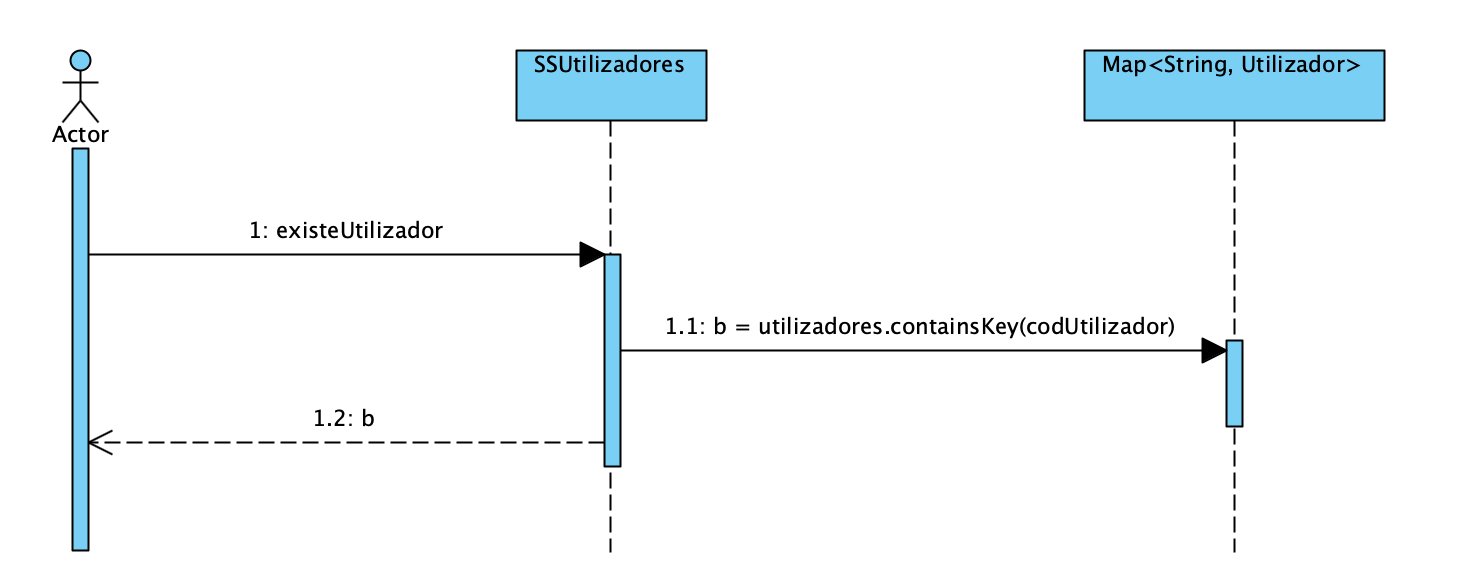 SSUtilizadores
Map<String, Utilizador>
Actor
1: existeUtilizador
1.1: b = utilizadores.containsKey(codUtilizador)
1.2: b